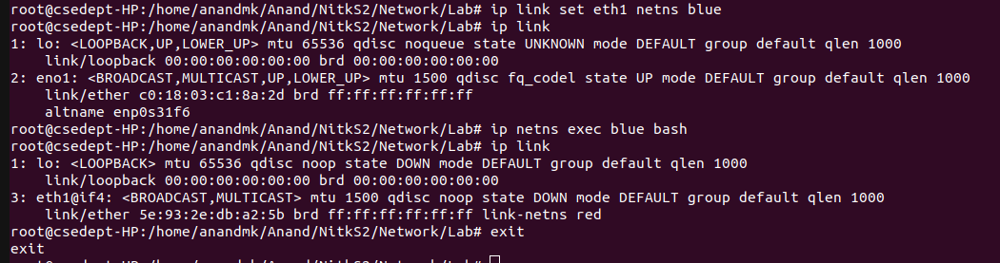 root@csedept-HP:/home/anandmk/Anand/NitkS2/Network/Lab# ip link set eth1 netns blue
root@csedept-HP:/home/anandmk/Anand/NitkS2/Network/Lab# ip link
1: lo: <LOOPBACK,UP,LOWER_UP> mtu 65536 qdisc noqueue state UNKNOWN mode DEFAULT group default qlen 1000
    link/loopback 00:00:00:00:00:00 brd 00:00:00:00:00:00
2: eno1: <BROADCAST,MULTICAST,UP,LOWER_UP> mtu 1500 qdisc fq_codel state UP mode DEFAULT group default qlen 1000
    link/ether c0:18:03:c1:8a:2d brd ff:ff:ff:ff:ff:ff
    altname enp0s31f6
root@csedept-HP:/home/anandmk/Anand/NitkS2/Network/Lab# ip netns exec blue bash
root@csedept-HP:/home/anandmk/Anand/NitkS2/Network/Lab# ip link
1: lo: <LOOPBACK> mtu 65536 qdisc noop state DOWN mode DEFAULT group default qlen 1000
    link/loopback 00:00:00:00:00:00 brd 00:00:00:00:00:00
3: eth1@if4: <BROADCAST,MULTICAST> mtu 1500 qdisc noop state DOWN mode DEFAULT group default qlen 1000
    link/ether 5e:93:2e:db:a2:5b brd ff:ff:ff:ff:ff:ff link-netns red
root@csedept-HP:/home/anandmk/Anand/NitkS2/Network/Lab# exit
exit